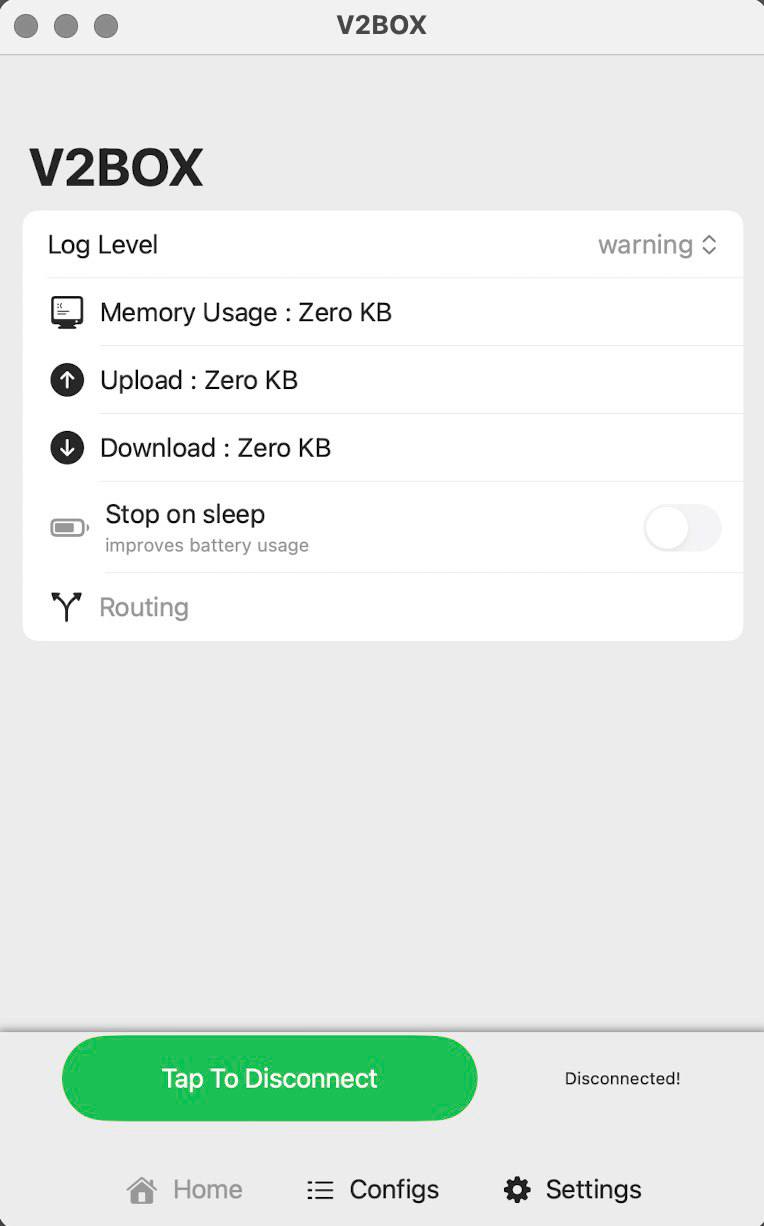 V2BOX
V2BOX
Log Level warning
Memory Usage : Zero KB
Upload : Zero KB
Download : Zero KB
Stop on sleep
improves battery usage
Routing
Tap To Disconnect Disconnected!
Home Configs Settings